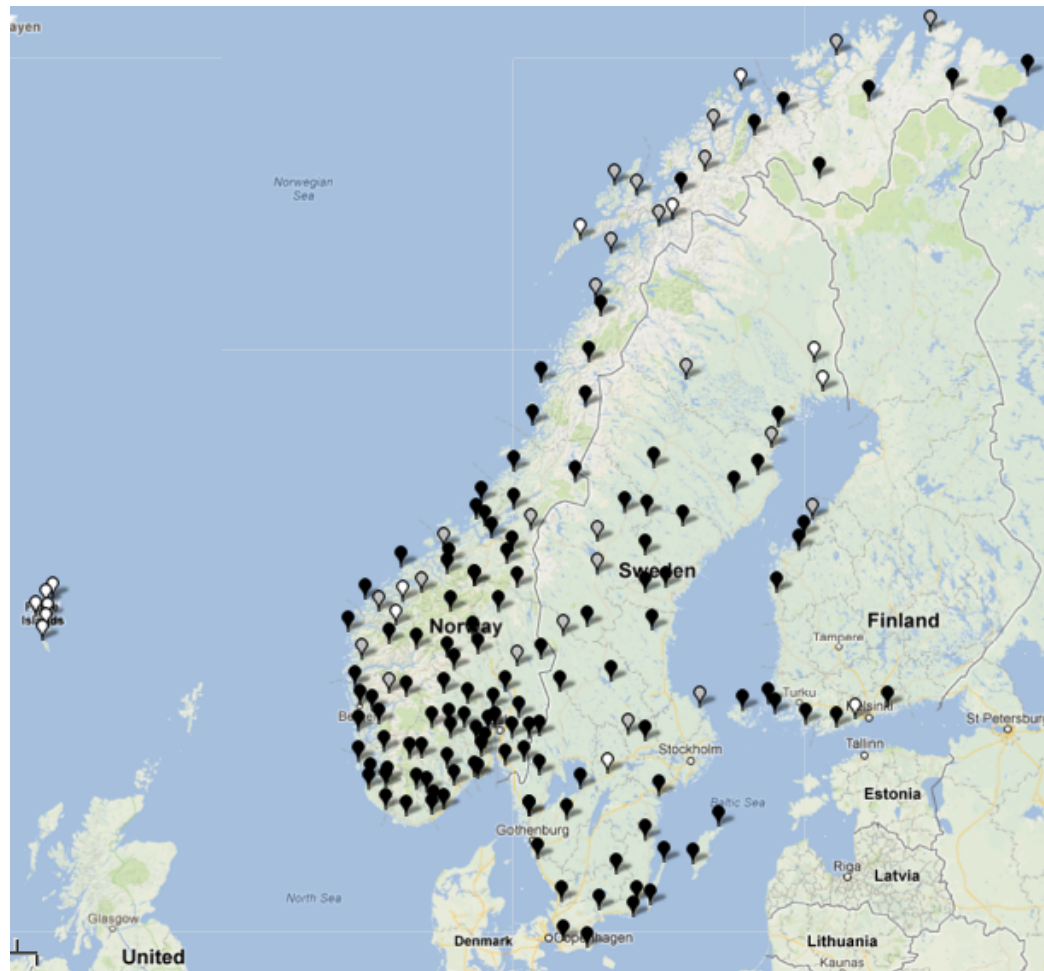 ayen
Norwegian
Sea
Sweden
Finland
Norway
Tampere
Islands
Turku
St Petersburg
Stockholm
Tallinn
Baltic Sea
Estonia
Gothenburg
Riga
Latvia
North Sea
Glasgow
Denmark
Copenhagen
Lithuania
United
Kaunas